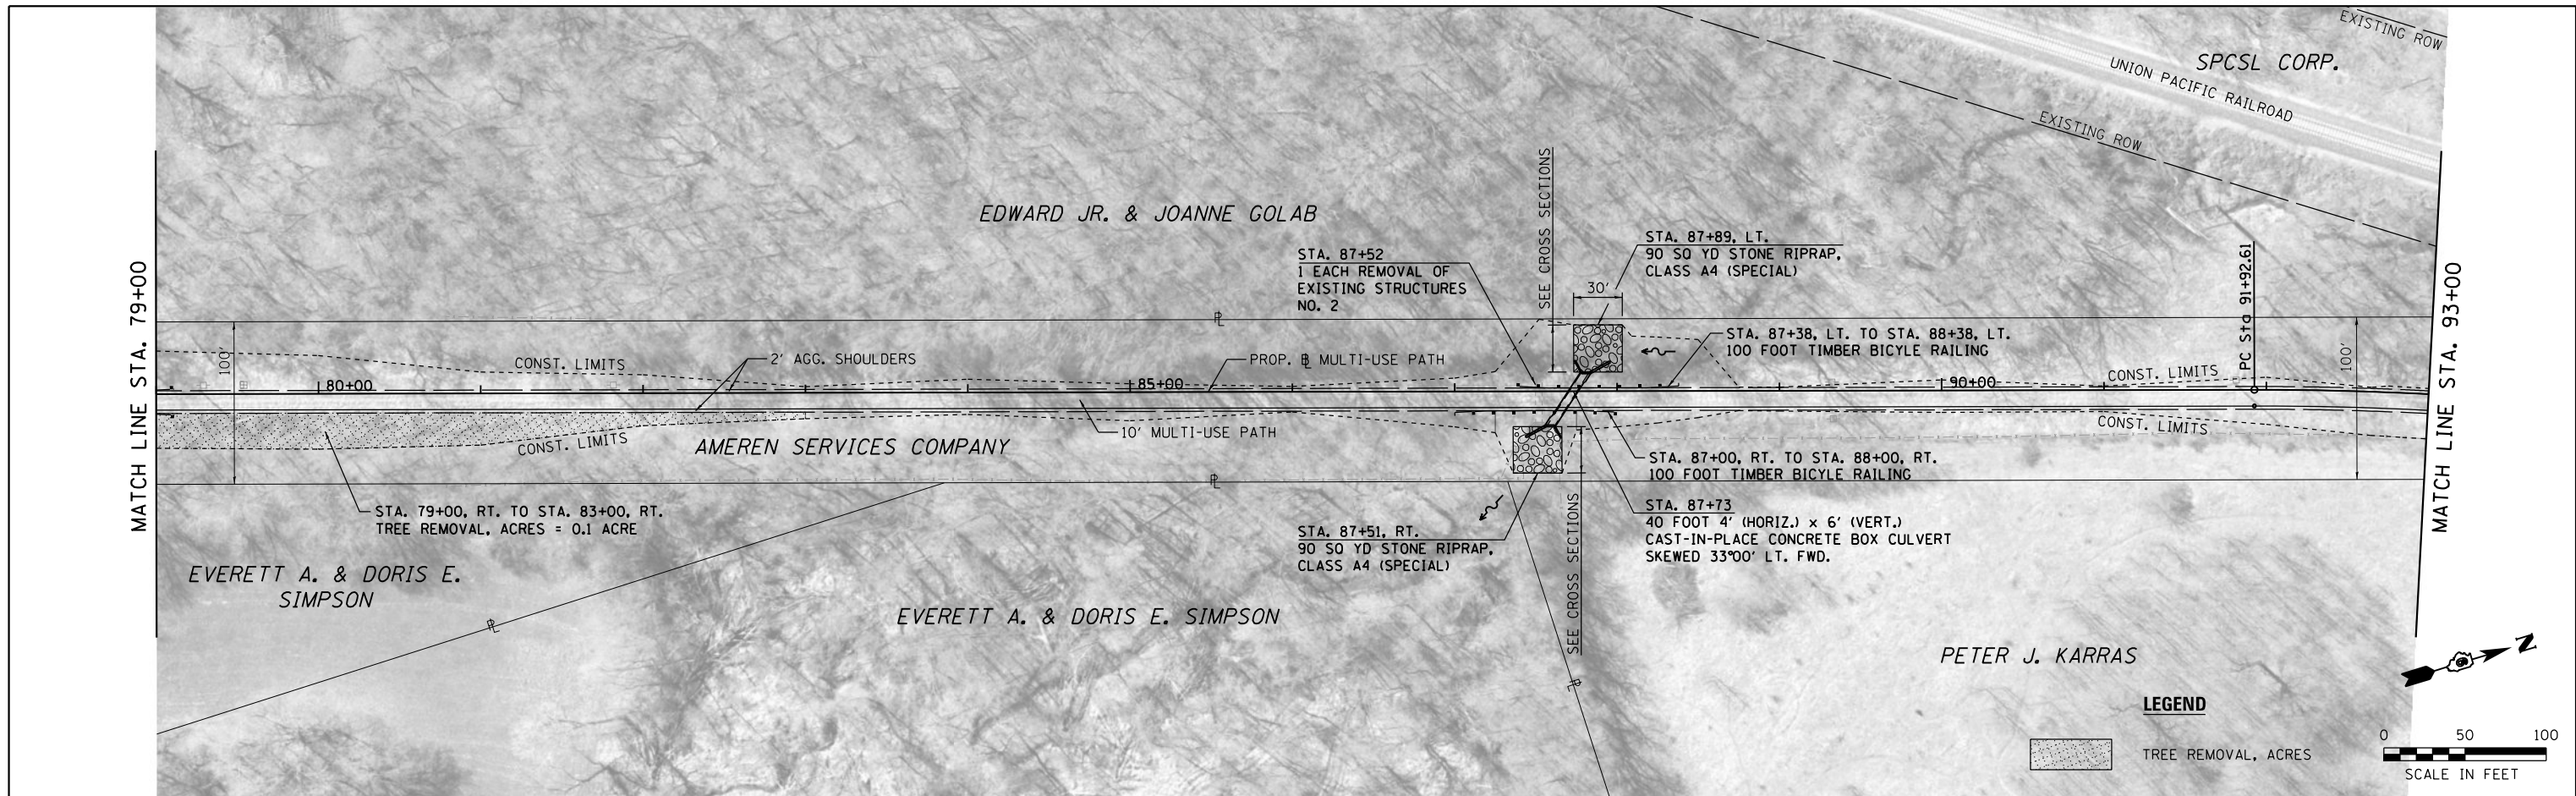 EXISTING ROW
SPCSL CORP.
UNION PACIFIC RAILROAD
EXISTING ROW
EDWARD JR. & JOANNE GOLAB
SEE CROSS SECTIONS
STA. 87+52
1 EACH REMOVAL OF
EXISTING STRUCTURES
NO. 2
STA. 87+89, LT.
90 SQ YD STONE RIPRAP,
CLASS A4 (SPECIAL)
30'
PC Sta 91+92.61
MATCH LINE STA. 79+00
MATCH LINE STA. 93+00
100'
100'
PL
STA. 87+38, LT. TO STA. 88+38, LT.
100 FOOT TIMBER BICYLE RAILING
CONST. LIMITS
2' AGG. SHOULDERS
PROP. BL MULTI-USE PATH
CONST. LIMITS
80+00
85+00
90+00
CONST. LIMITS
AMEREN SERVICES COMPANY
10' MULTI-USE PATH
CONST. LIMITS
STA. 87+00, RT. TO STA. 88+00, RT.
100 FOOT TIMBER BICYLE RAILING
PL
STA. 79+00, RT. TO STA. 83+00, RT.
TREE REMOVAL, ACRES = 0.1 ACRE
STA. 87+51, RT.
90 SQ YD STONE RIPRAP,
CLASS A4 (SPECIAL)
SEE CROSS SECTIONS
STA. 87+73
40 FOOT 4' (HORIZ.) x 6' (VERT.)
CAST-IN-PLACE CONCRETE BOX CULVERT
SKEWED 33°00' LT. FWD.
EVERETT A. & DORIS E.
SIMPSON
PL
EVERETT A. & DORIS E. SIMPSON
PL
PETER J. KARRAS
N
LEGEND
TREE REMOVAL, ACRES
0 50 100
SCALE IN FEET